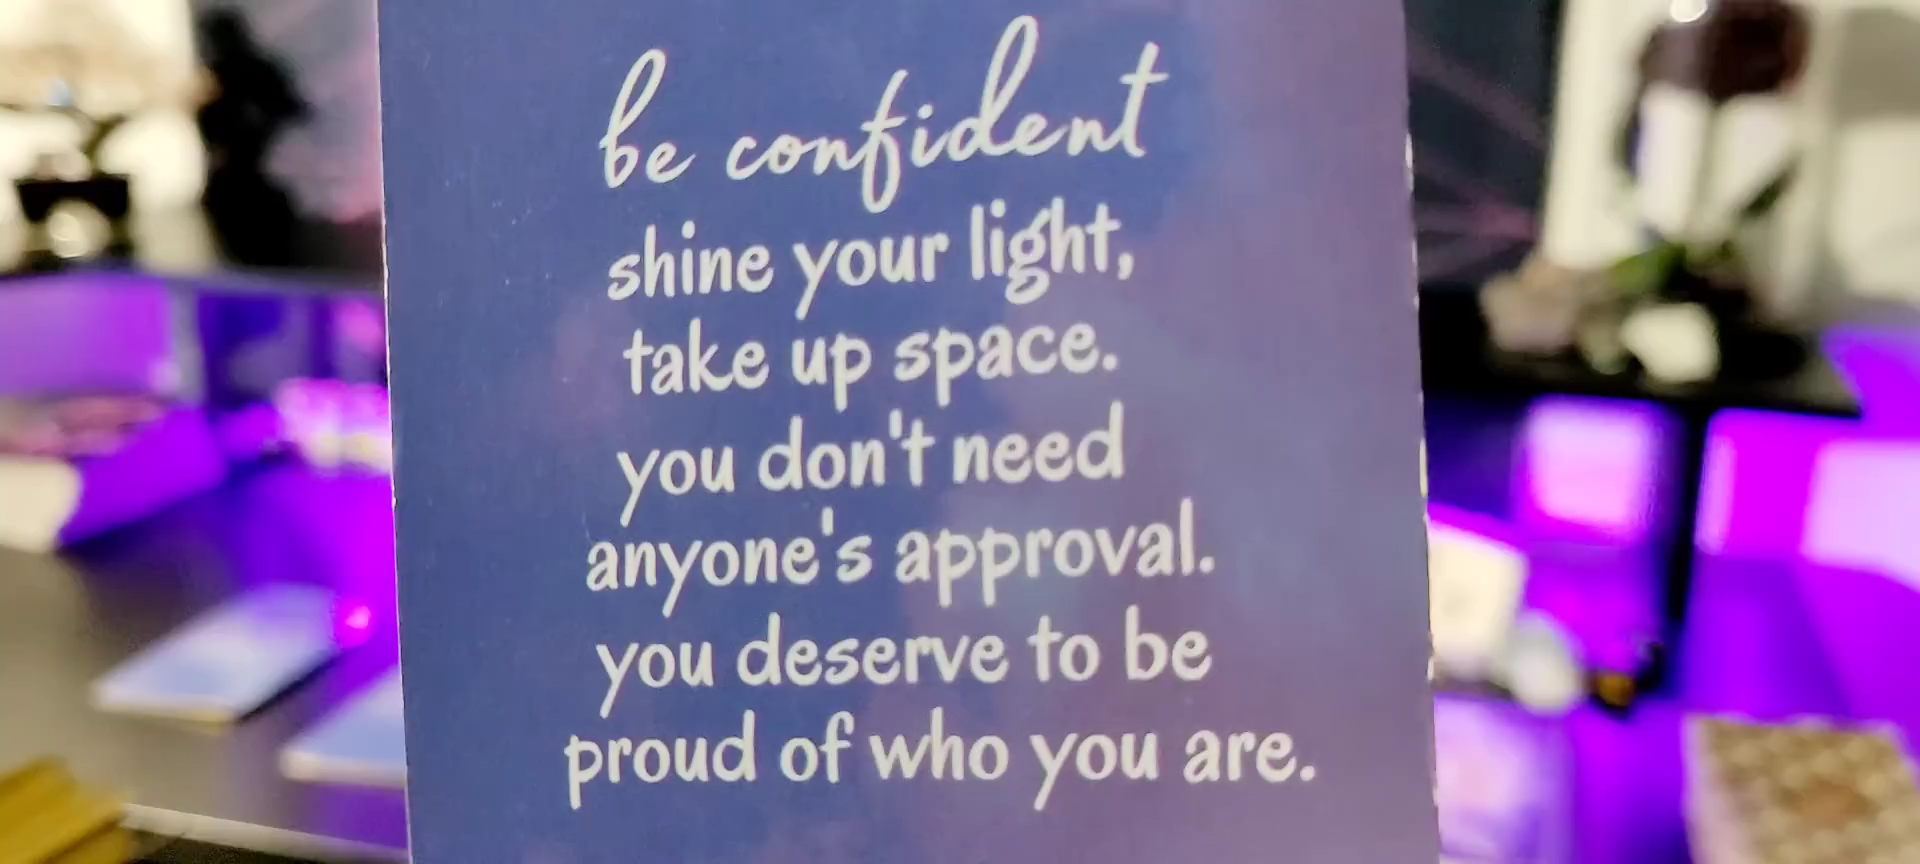 be confident
shine your light,
take up space.
you don't need
anyone's approval.
you deserve to be
proud of who you are.